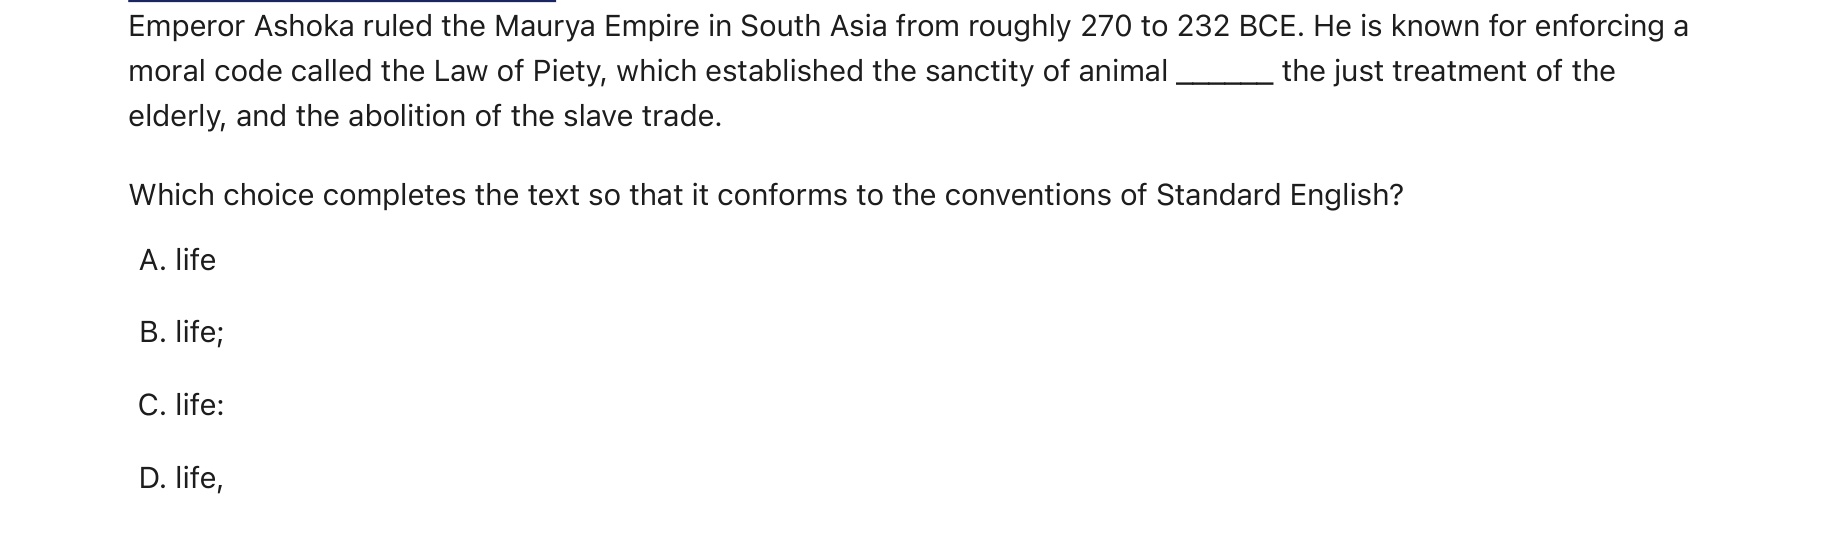 Emperor Ashoka ruled the Maurya Empire in South Asia from roughly 270 to 232 BCE. He is known for enforcing a
moral code called the Law of Piety, which established the sanctity of animal ______ the just treatment of the
elderly, and the abolition of the slave trade.
Which choice completes the text so that it conforms to the conventions of Standard English?
A. life
B. life;
C. life:
D. life,